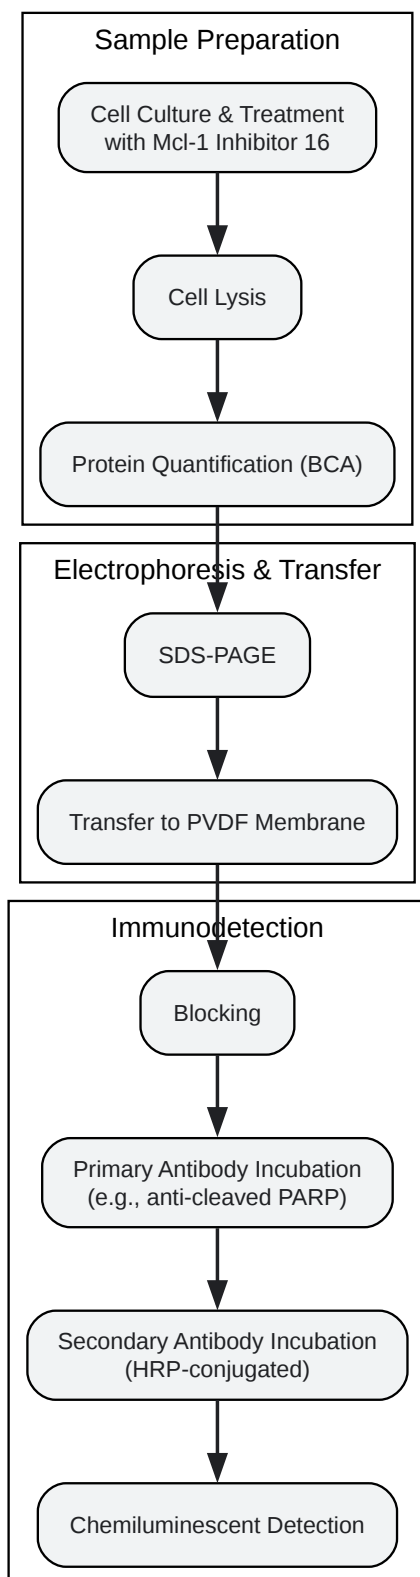 Sample Preparation
Cell Culture & Treatment
with Mcl-1 Inhibitor 16
Cell Lysis
Protein Quantification (BCA)
Electrophoresis & Transfer
SDS-PAGE
Transfer to PVDF Membrane
Immunodetection
Blocking
Primary Antibody Incubation
(e.g., anti-cleaved PARP)
Secondary Antibody Incubation
(HRP-conjugated)
Chemiluminescent Detection